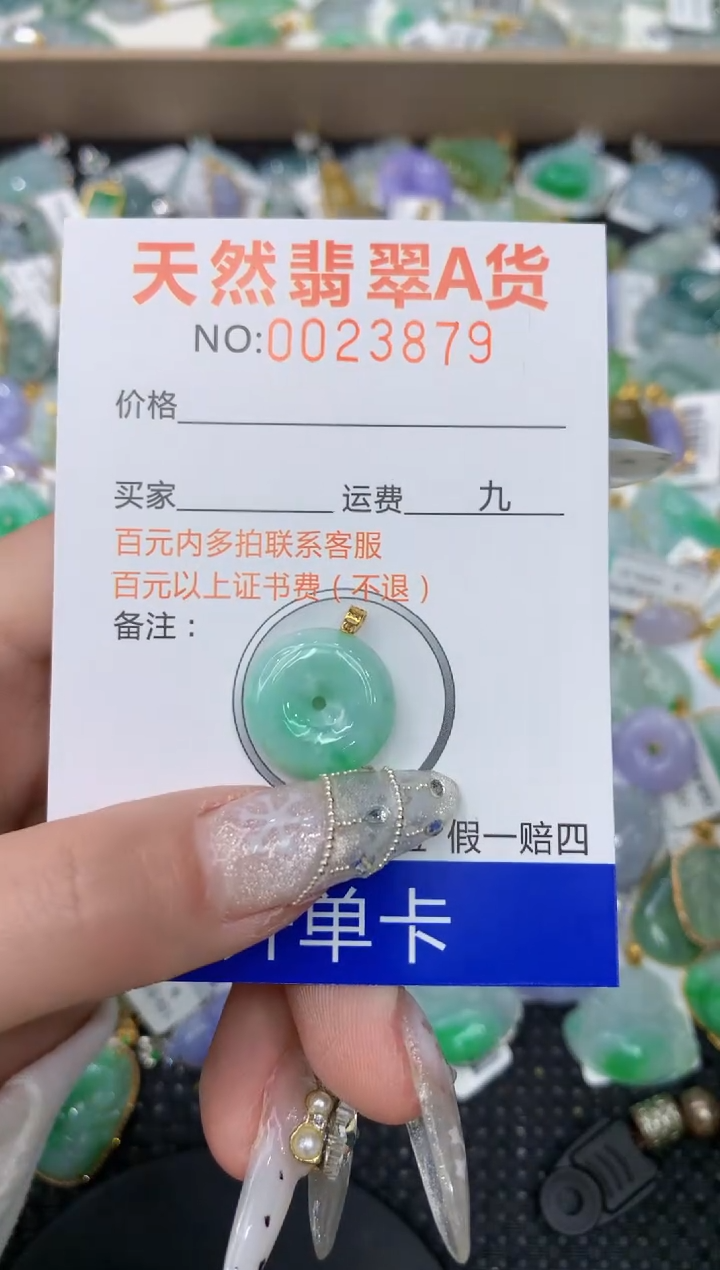 天然翡翠A货
NO:0023879
价格
买家 运费 九
百元内多拍联系客服
百元以上证书费（不退）
备注：
假一赔四
单卡